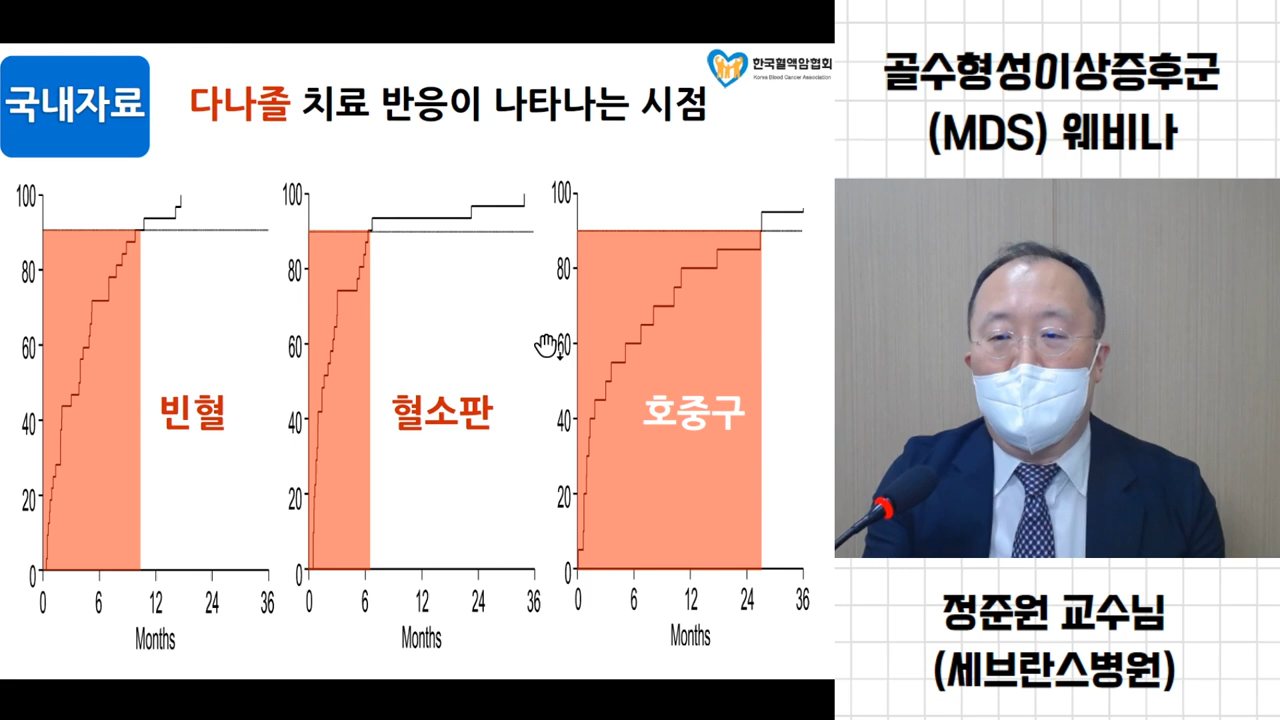 국내자료
다나졸 치료 반응이 나타나는 시점
한국혈액암협회
Korea Blood Cancer Association
100
80
60
40
20
0
0 6 12 24 36
Months
빈혈
100
80
60
40
20
0
0 6 12 24 36
Months
혈소판
100
80
60
40
20
0
0 6 12 24 36
Months
호중구
골수형성이상증후군
(MDS) 웨비나
정준원 교수님
(세브란스병원)